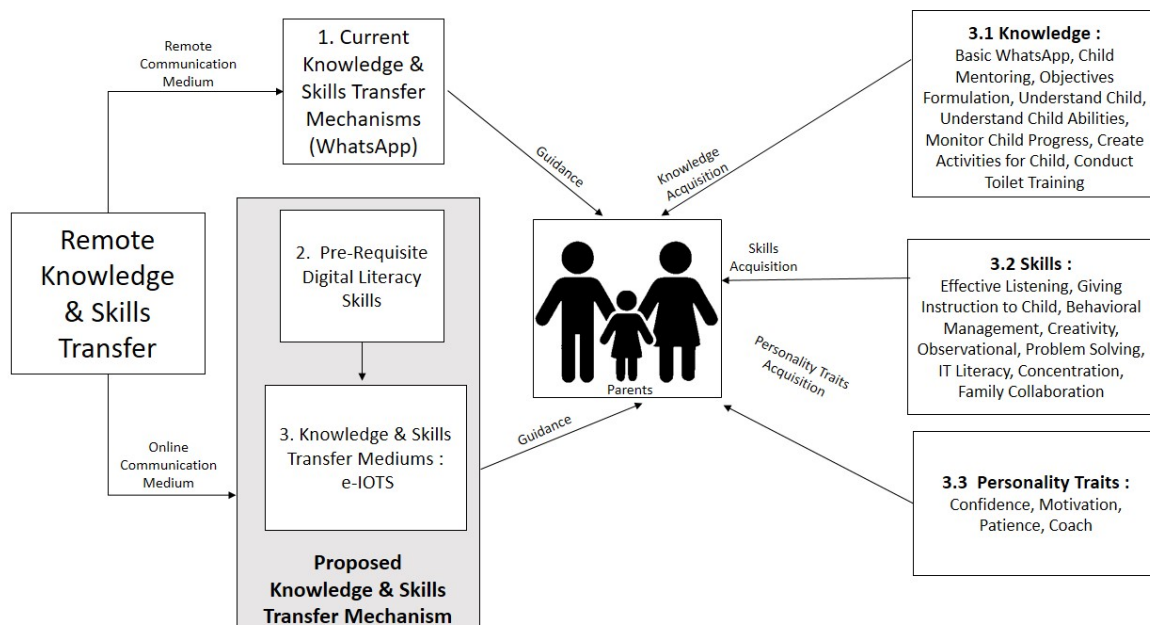 Remote
Knowledge
& Skills
Transfer
Remote
Communication
Medium
1. Current
Knowledge &
Skills Transfer
Mechanisms
(WhatsApp)
Guidance
Online
Communication
Medium
2. Pre-Requisite
Digital Literacy
Skills
3. Knowledge & Skills
Transfer Mediums :
e-IOTS
Proposed
Knowledge & Skills
Transfer Mechanism
Guidance
Parents
Knowledge
Acquisition
Skills
Acquisition
Personality Traits
Acquisition
3.1 Knowledge :
Basic WhatsApp, Child
Mentoring, Objectives
Formulation, Understand Child,
Understand Child Abilities,
Monitor Child Progress, Create
Activities for Child, Conduct
Toilet Training
3.2 Skills :
Effective Listening, Giving
Instruction to Child, Behavioral
Management, Creativity,
Observational, Problem Solving,
IT Literacy, Concentration,
Family Collaboration
3.3 Personality Traits :
Confidence, Motivation,
Patience, Coach